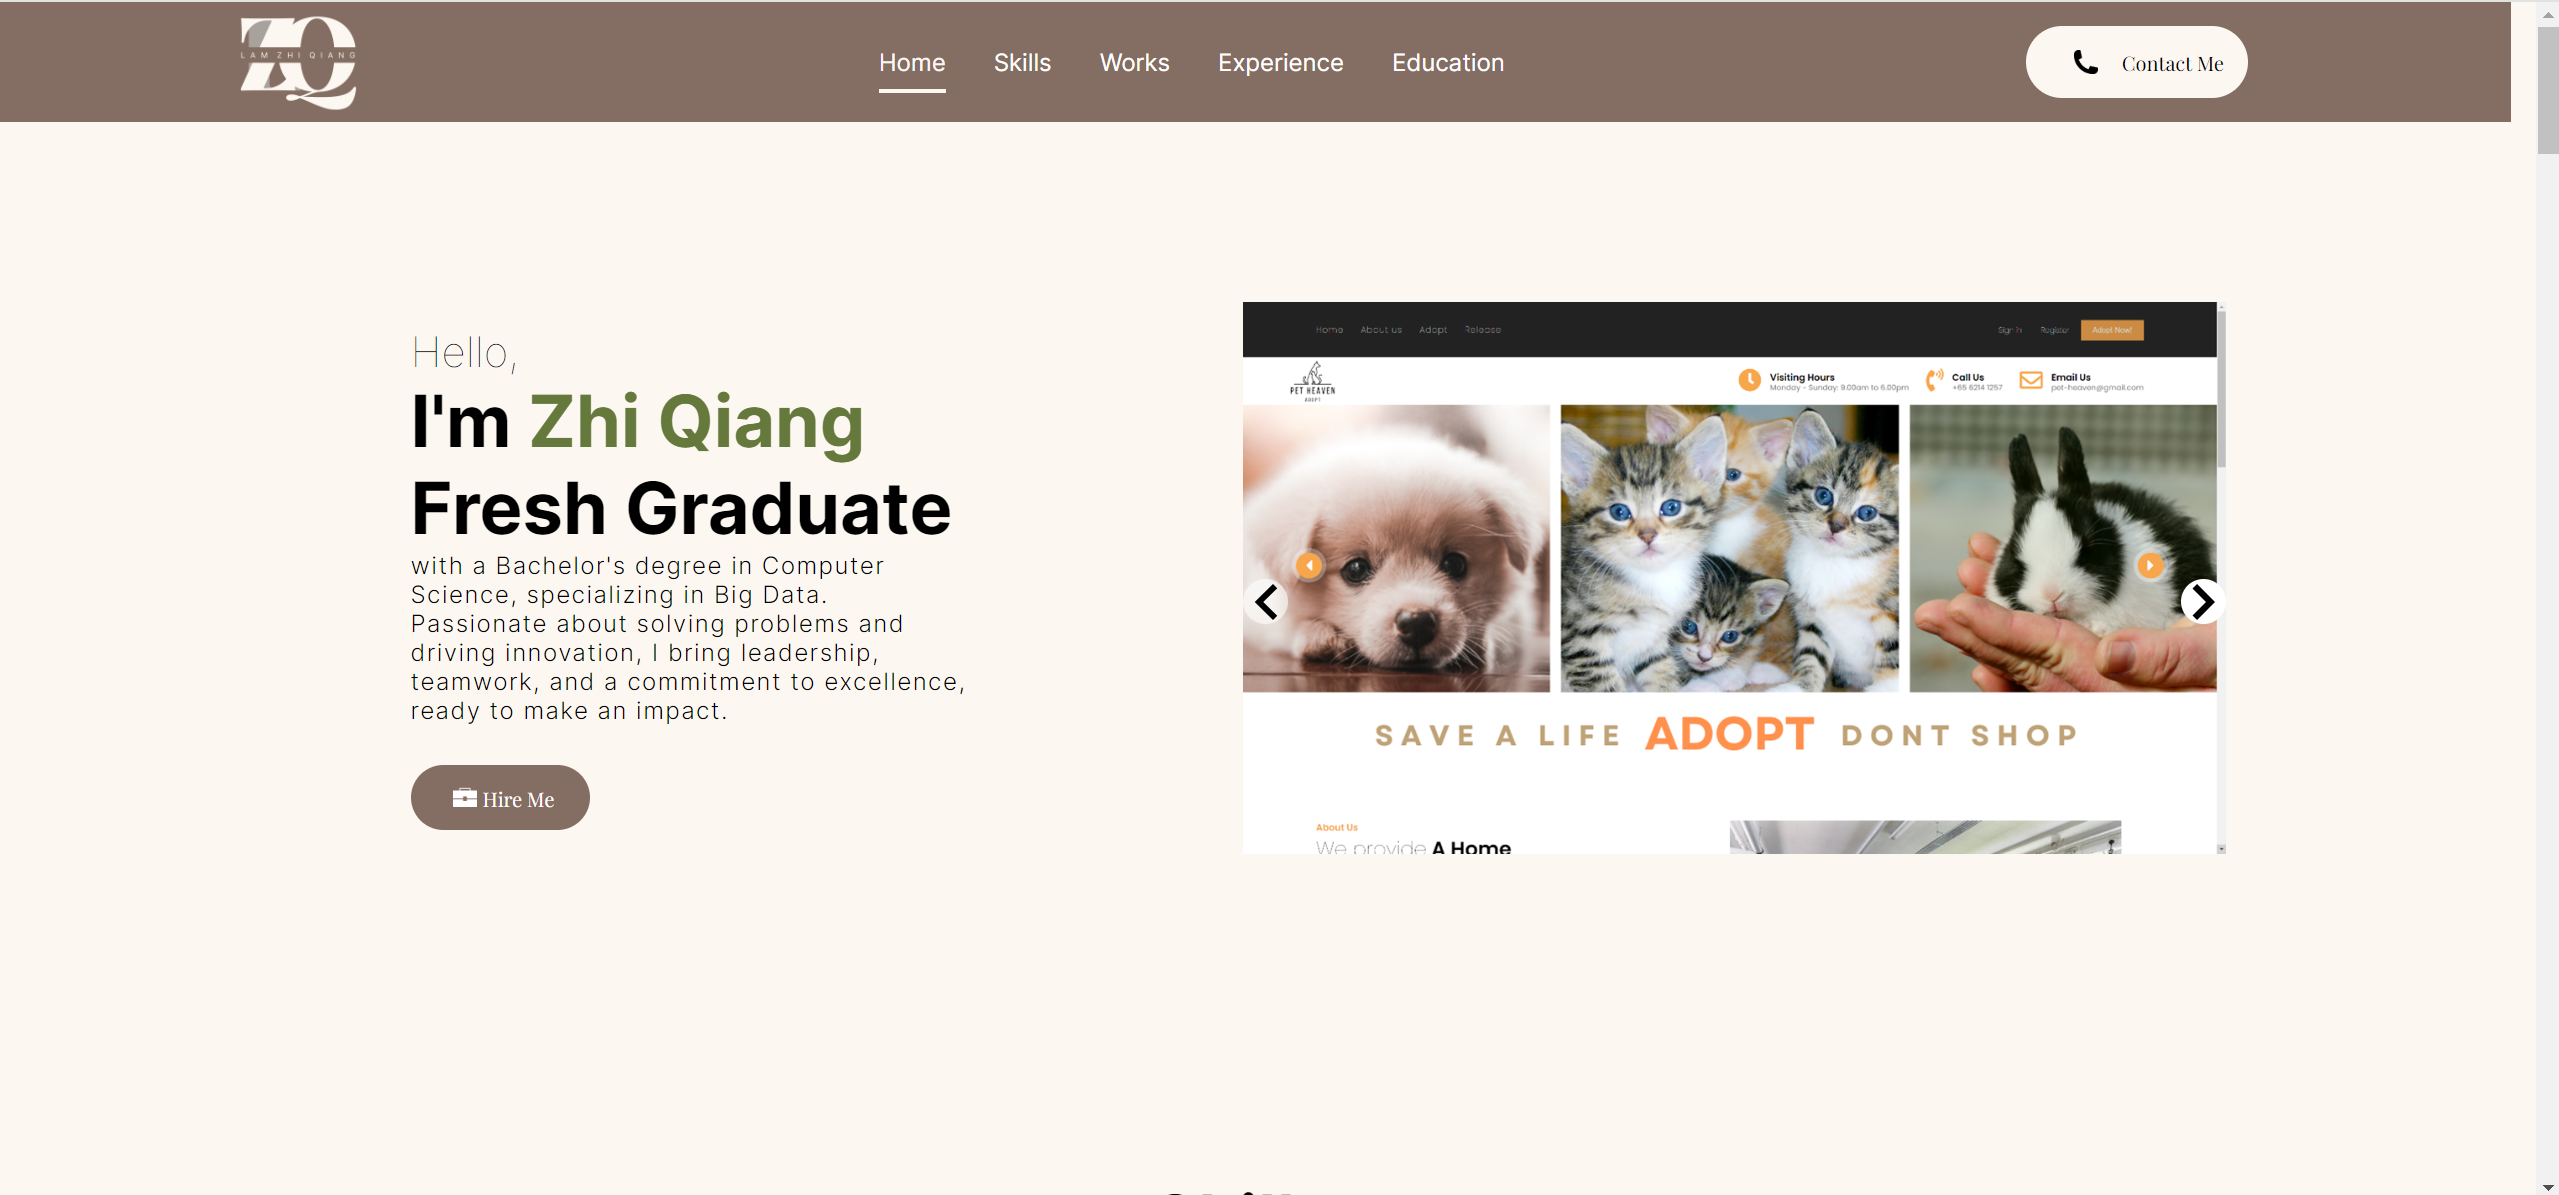 ZQ
LAM ZHI QIANG
Home Skills Works Experience Education
Contact Me
Hello,
I'm Zhi Qiang
Fresh Graduate
with a Bachelor's degree in Computer
Science, specializing in Big Data.
Passionate about solving problems and
driving innovation, I bring leadership,
teamwork, and a commitment to excellence,
ready to make an impact.
Hire Me
Home About us Adopt Release
Sign In Register Adopt Now!
PET HEAVEN
ADOPT
Visiting Hours
Monday - Sunday: 9.00am to 6.00pm
Call Us
+65 6214 1257
Email Us
pet-heaven@gmail.com
SAVE A LIFE ADOPT DONT SHOP
About Us
We provide A Home